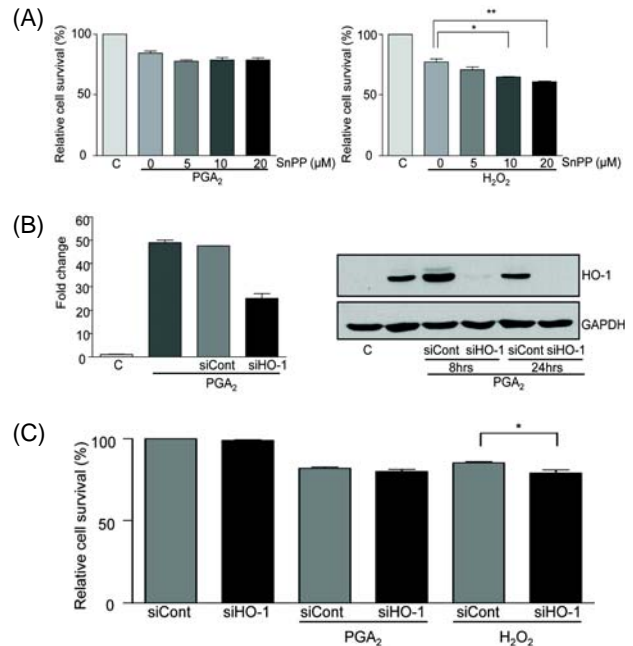 (A)
Relative cell survival (%)
100
75
50
25
0
C 0 5 10 20 SnPP (µM)
PGA2
Relative cell survival (%)
**
*
100
50
0
C 0 5 10 20 SnPP (µM)
H2O2
(B)
Fold change
60
50
40
30
20
10
0
C siCont siHO-1
PGA2
HO-1
GAPDH
C siCont siHO-1 siCont siHO-1
8hrs 24hrs
PGA2
(C)
Relative cell survival (%)
*
100
50
0
siCont siHO-1 siCont siHO-1 siCont siHO-1
PGA2 H2O2